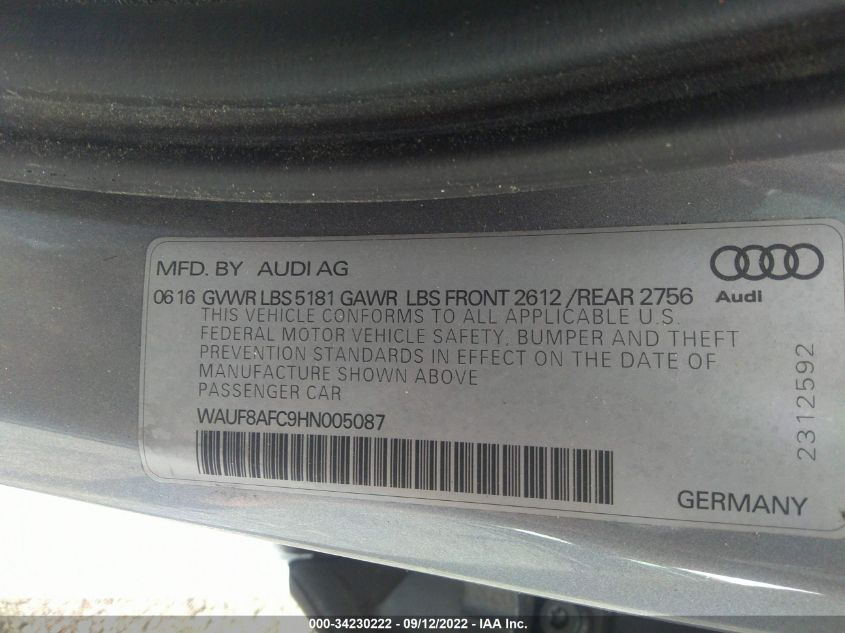 MFD. BY AUDI AG
06 16 GVWR LBS 5181 GAWR LBS FRONT 2612 /REAR 2756
THIS VEHICLE CONFORMS TO ALL APPLICABLE U.S.
FEDERAL MOTOR VEHICLE SAFETY, BUMPER AND THEFT
PREVENTION STANDARDS IN EFFECT ON THE DATE OF
MANUFACTURE SHOWN ABOVE
PASSENGER CAR
WAUF8AFC9HN005087
Audi
2312592
GERMANY
000-34230222 - 09/12/2022 - IAA Inc.